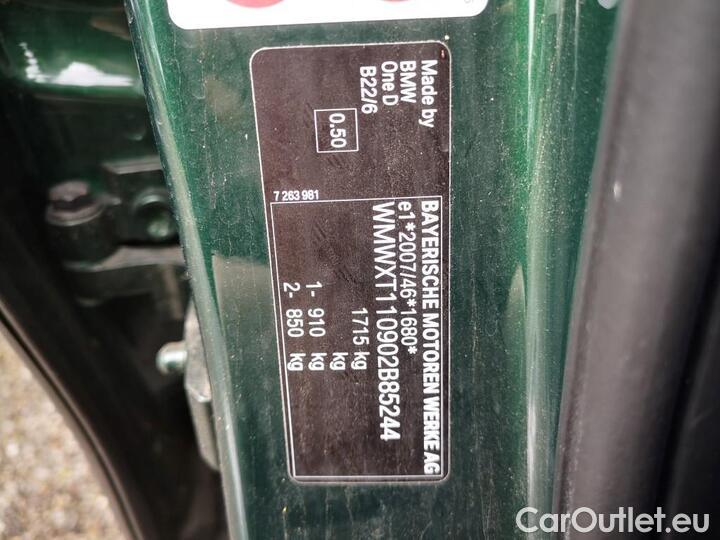 BAYERISCHE MOTOREN WERKE AG
e1*2007/46*1680*
WMWXT110902B85244
1715 kg
1- 910 kg
2- 850 kg
7 263 981
Made by
BMW
One D
B22/6
0.50
CarOutlet.eu